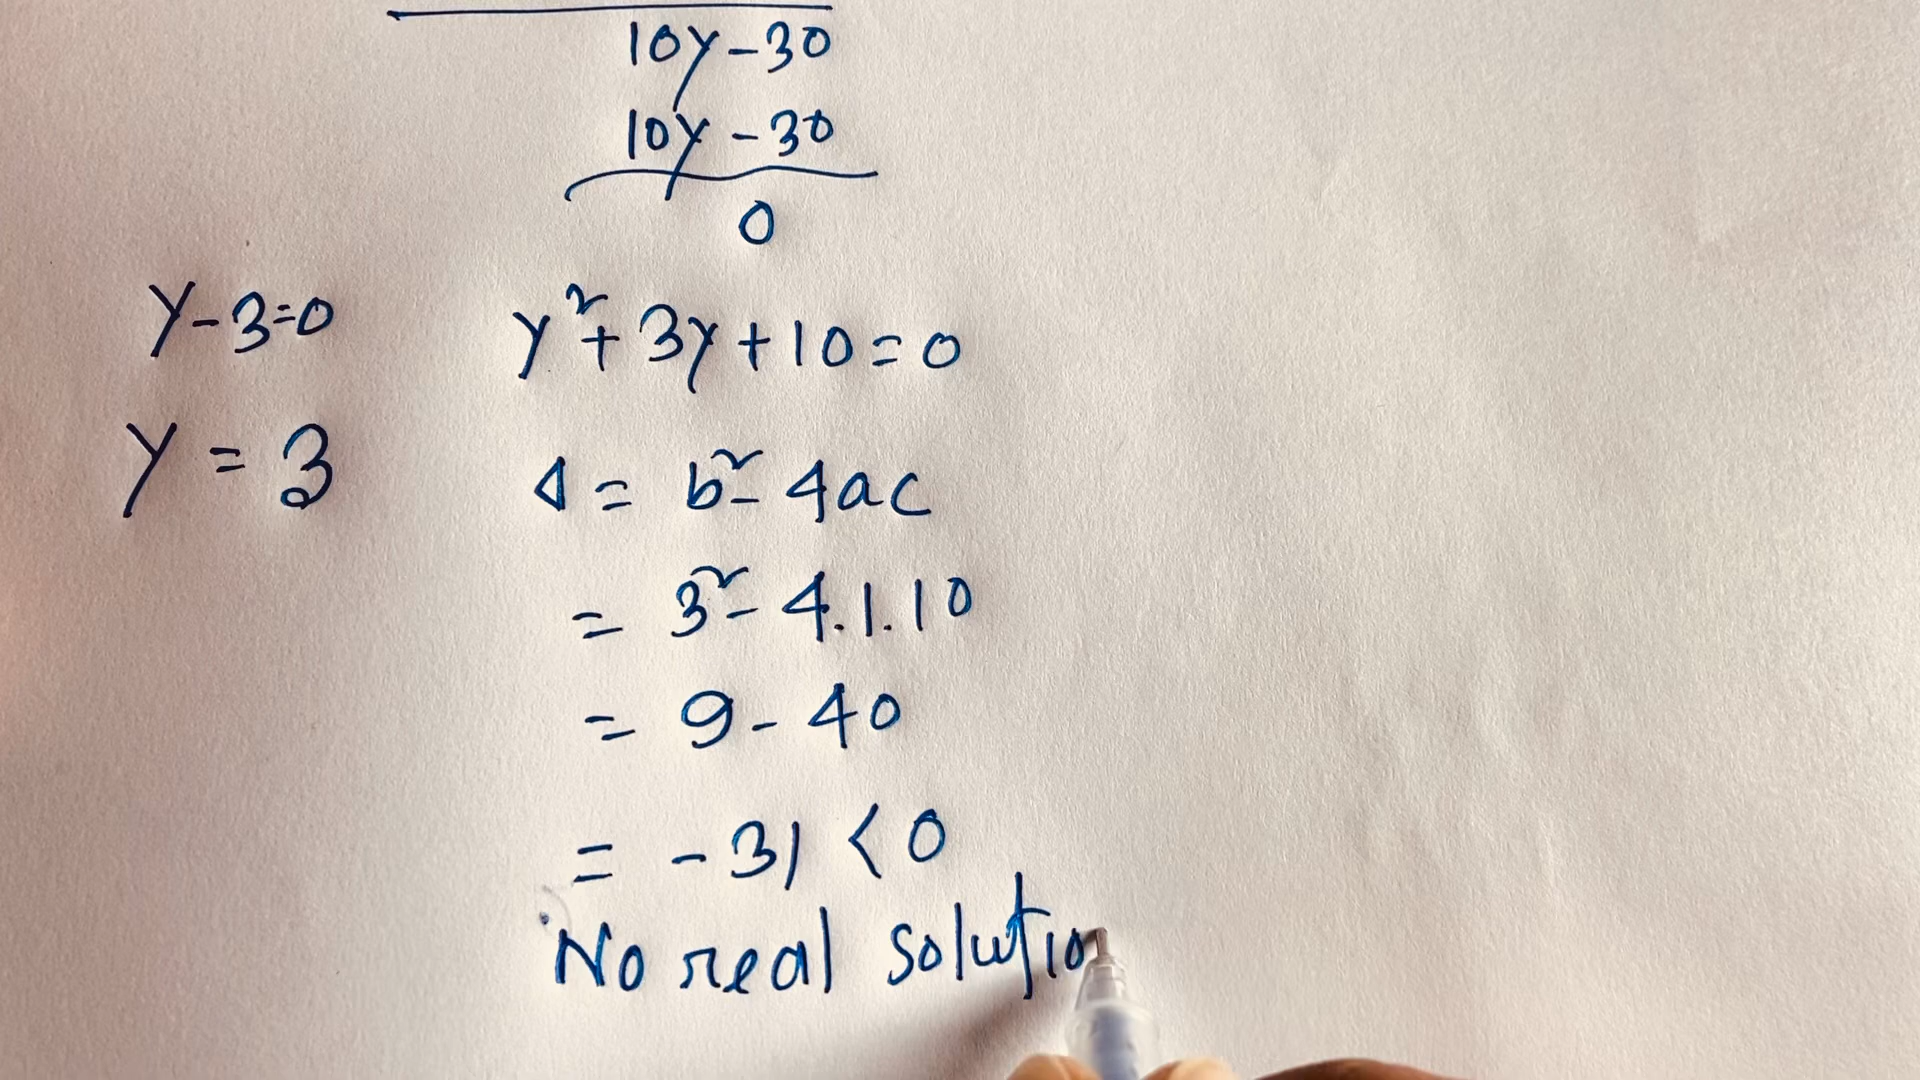 10y-30
10y-30
0
y-3=0
y=3
y²+3y+10=0
Δ=b²-4ac
=3²-4.1.10
=9-40
=-31<0
No real solutio